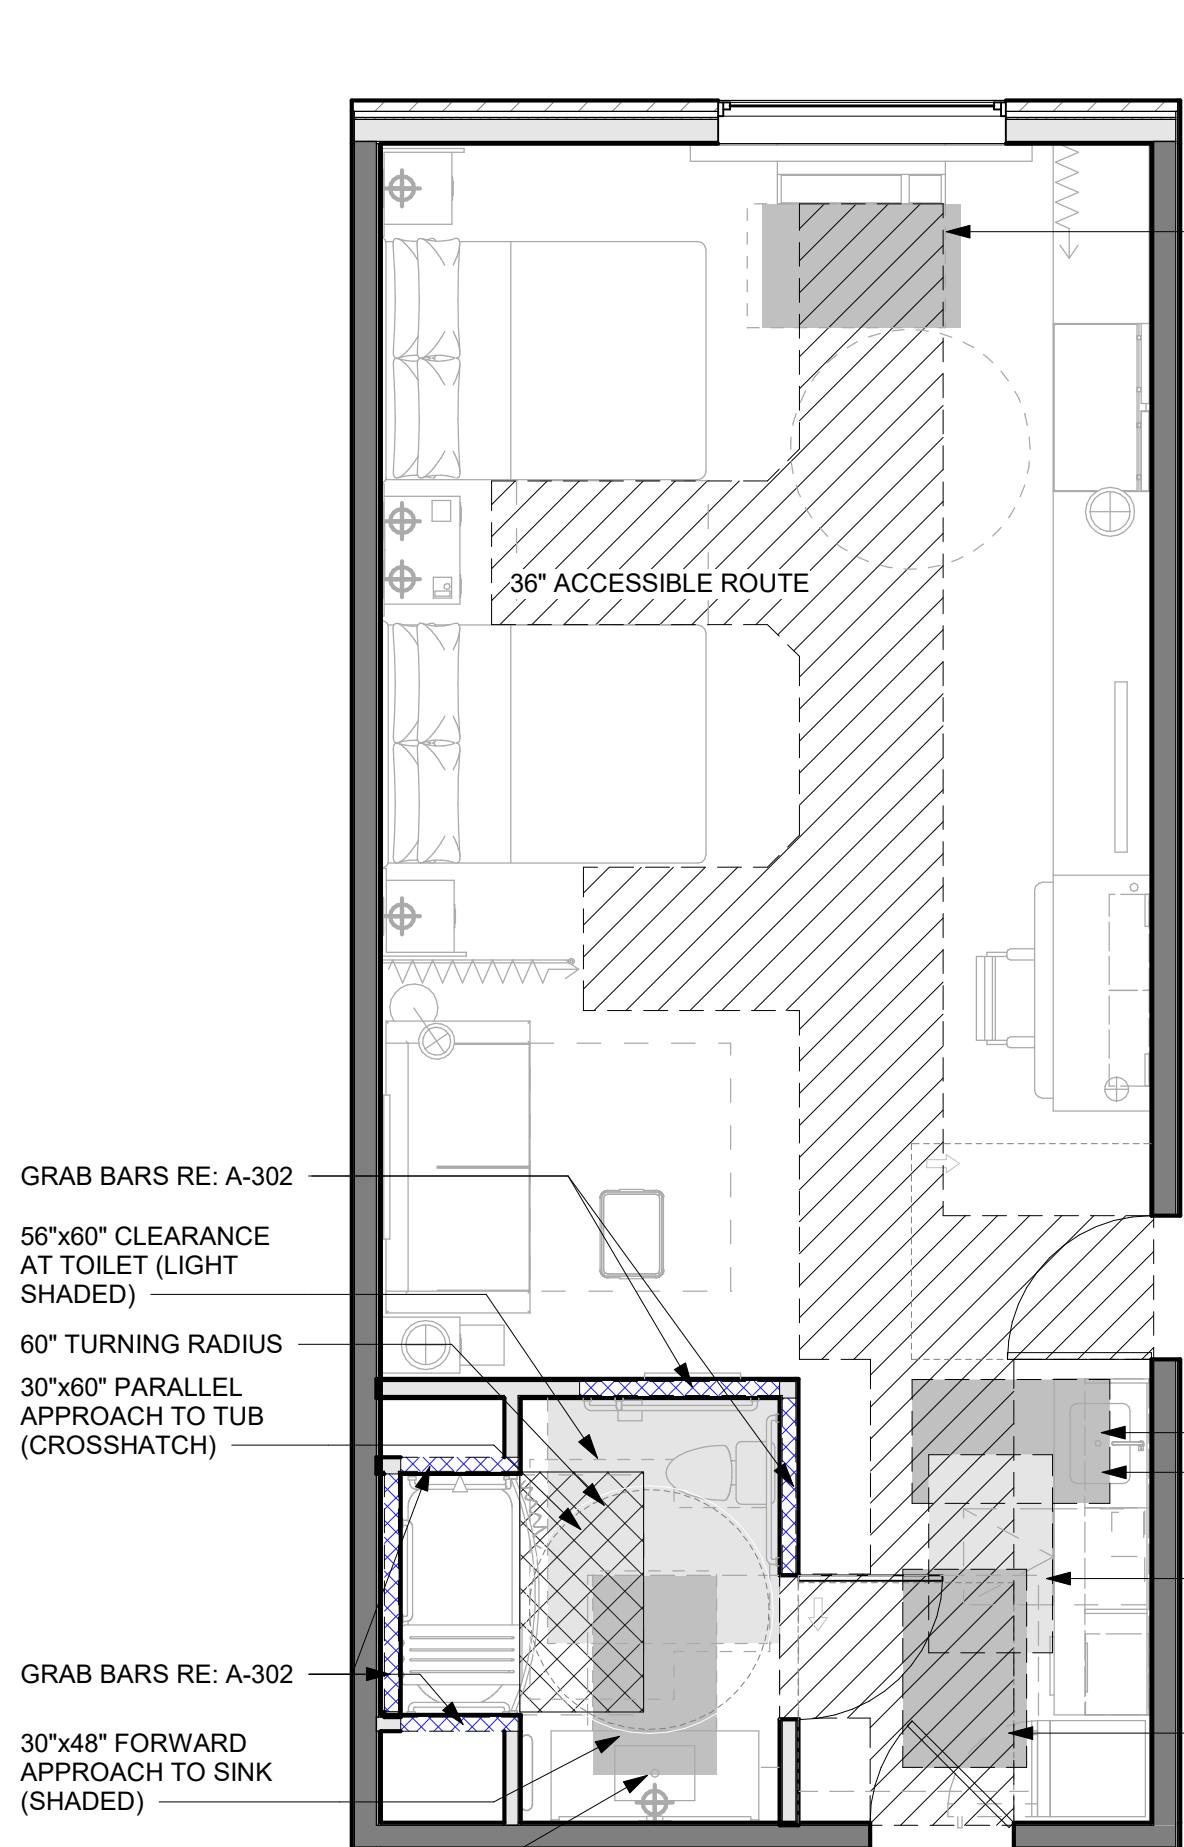 36" ACCESSIBLE ROUTE
GRAB BARS RE: A-302
56"x60" CLEARANCE
AT TOILET (LIGHT
SHADED)
60" TURNING RADIUS
30"x60" PARALLEL
APPROACH TO TUB
(CROSSHATCH)
GRAB BARS RE: A-302
30"x48" FORWARD
APPROACH TO SINK
(SHADED)